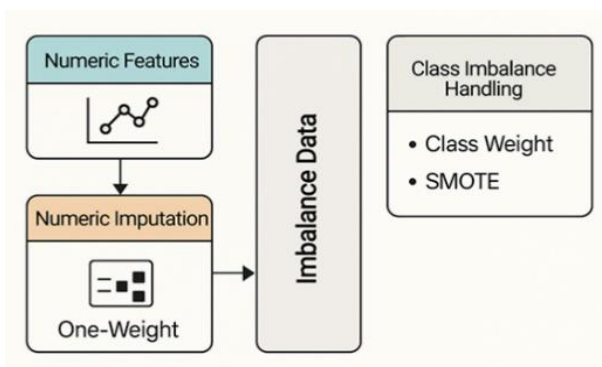 Numeric Features
Numeric Imputation
One-Weight
Imbalance Data
Class Imbalance
Handling
• Class Weight
• SMOTE